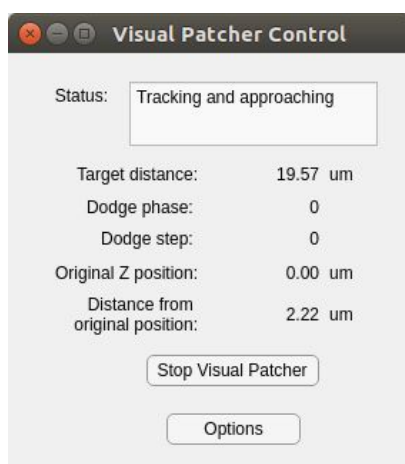 Visual Patcher Control
Status: Tracking and approaching
Target distance: 19.57 um
Dodge phase: 0
Dodge step: 0
Original Z position: 0.00 um
Distance from
original position: 2.22 um
Stop Visual Patcher
Options